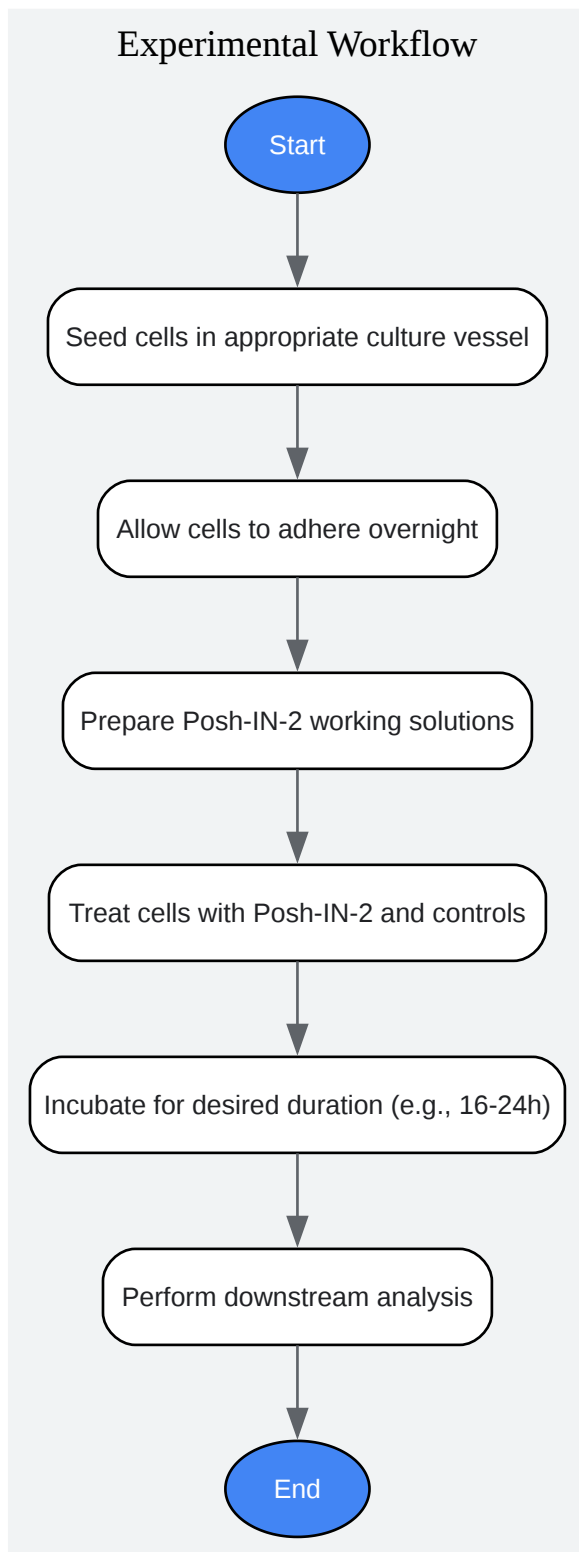 Experimental Workflow
Start
Seed cells in appropriate culture vessel
Allow cells to adhere overnight
Prepare Posh-IN-2 working solutions
Treat cells with Posh-IN-2 and controls
Incubate for desired duration (e.g., 16-24h)
Perform downstream analysis
End